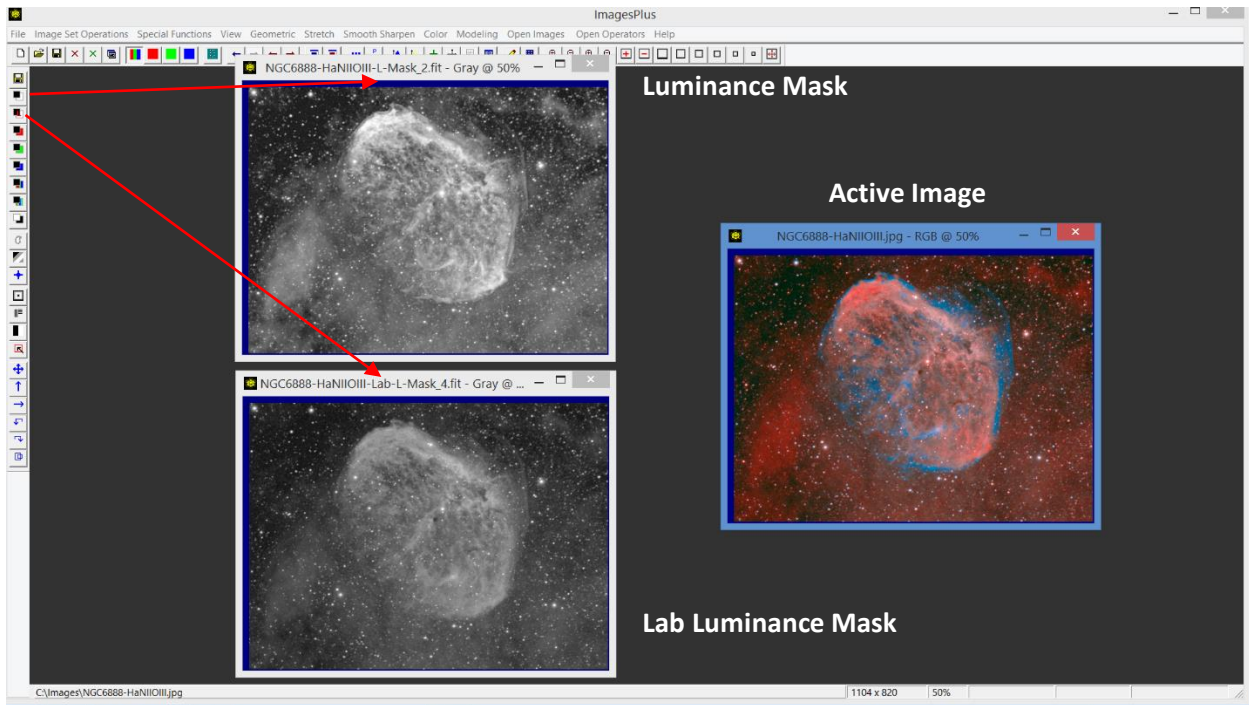 ImagesPlus
File Image Set Operations Special Functions View Geometric Stretch Smooth Sharpen Color Modeling Open Images Open Operators Help
NGC6888-HaNIIOIII-L-Mask_2.fit - Gray @ 50%
Luminance Mask
Active Image
NGC6888-HaNIIOIII.jpg - RGB @ 50%
NGC6888-HaNIIOIII-Lab-L-Mask_4.fit - Gray @ ...
Lab Luminance Mask
C:\Images\NGC6888-HaNIIOIII.jpg
1104 x 820
50%